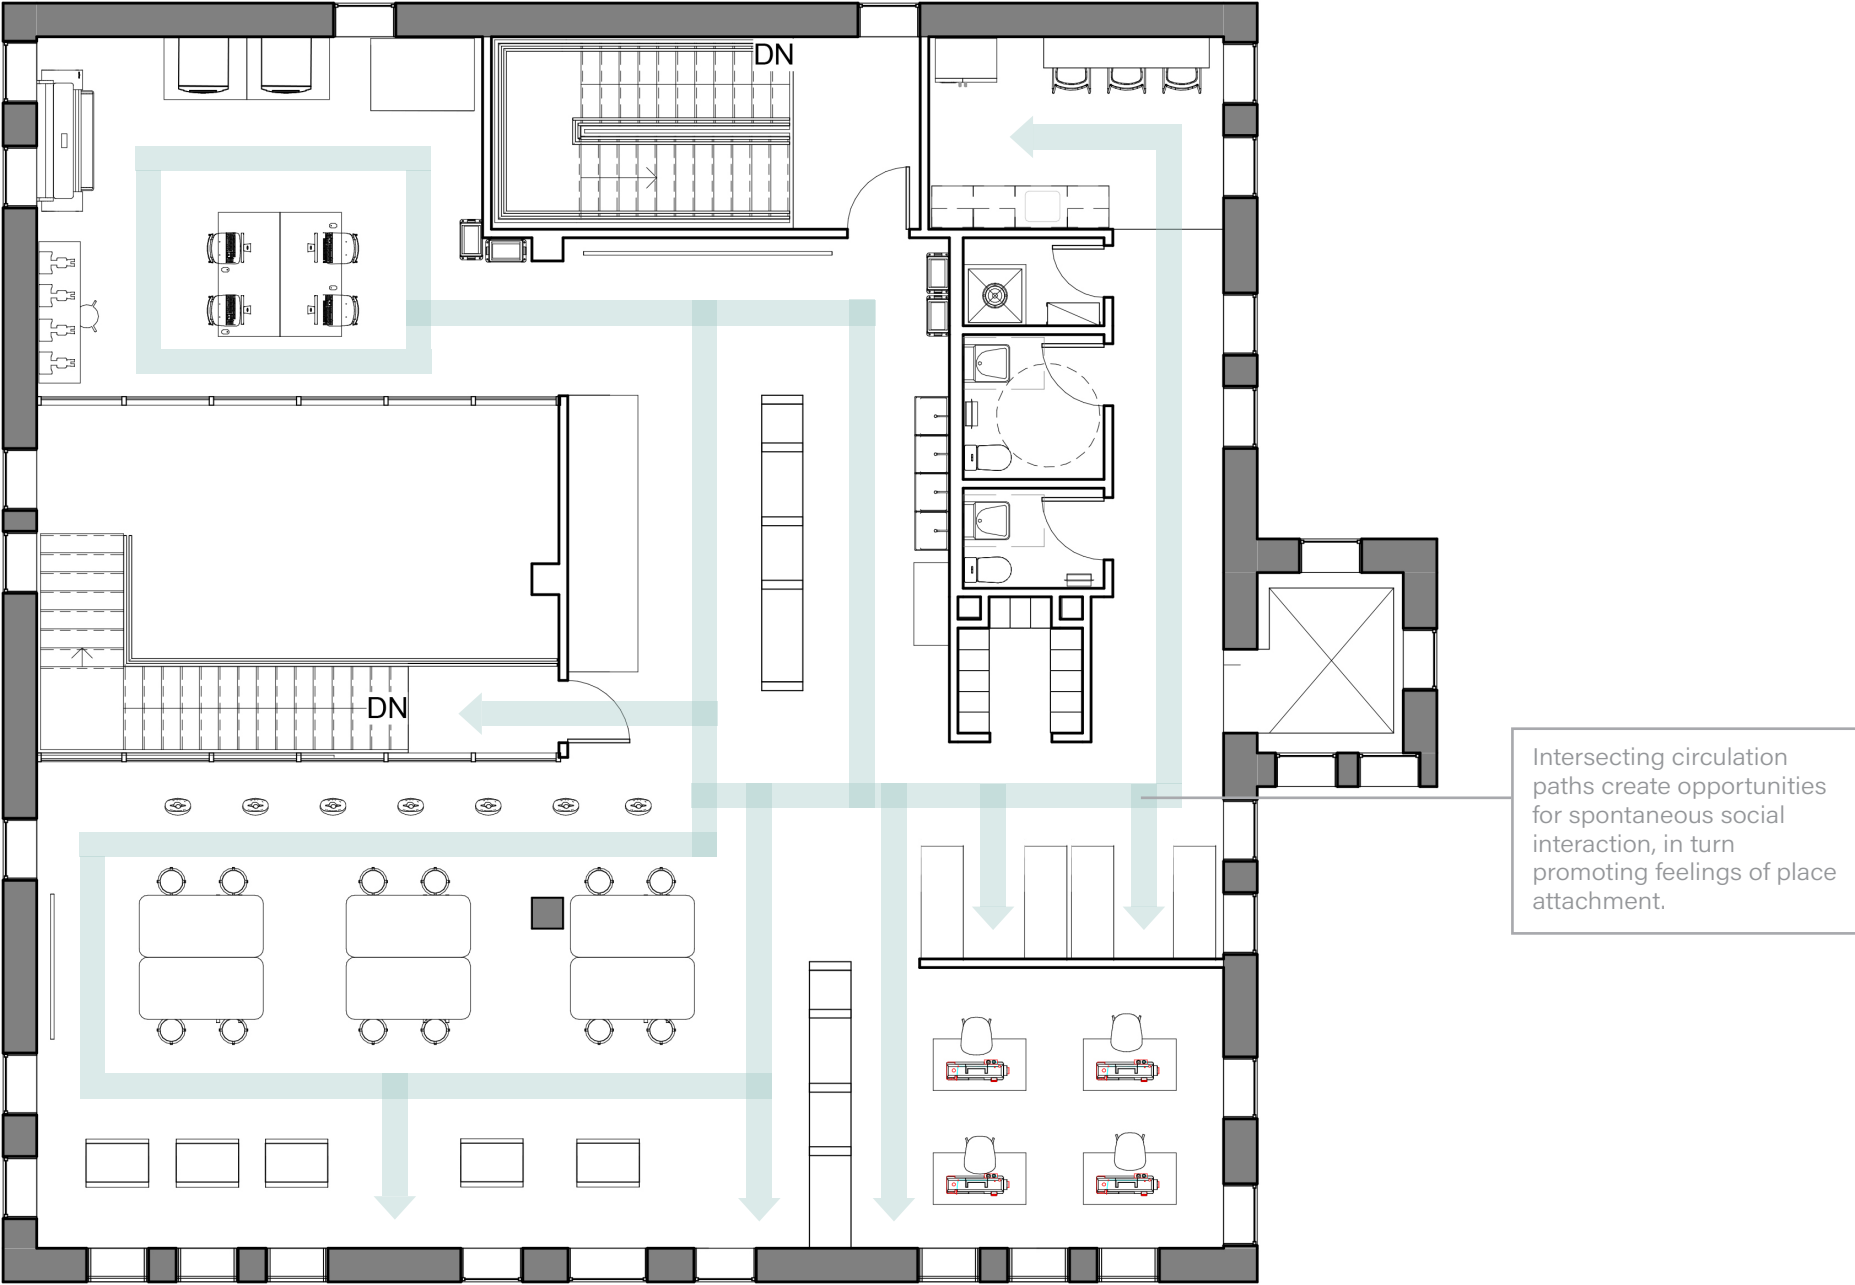 DN
DN
Intersecting circulation
paths create opportunities
for spontaneous social
interaction, in turn
promoting feelings of place
attachment.